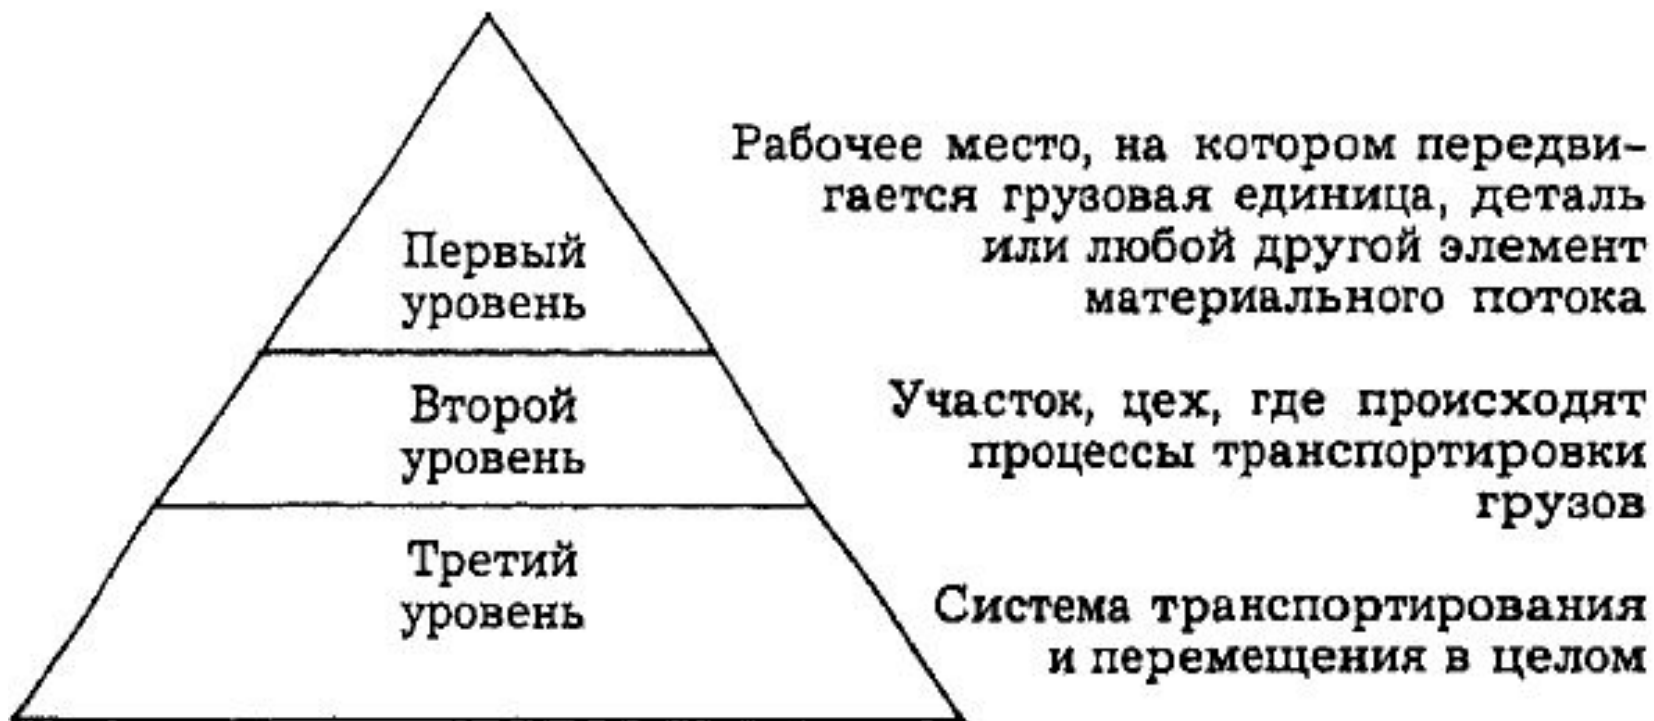 Первый
уровень
Рабочее место, на котором передви-
гается грузовая единица, деталь
или любой другой элемент
материального потока
Второй
уровень
Участок, цех, где происходят
процессы транспортировки
грузов
Третий
уровень
Система транспортирования
и перемещения в целом